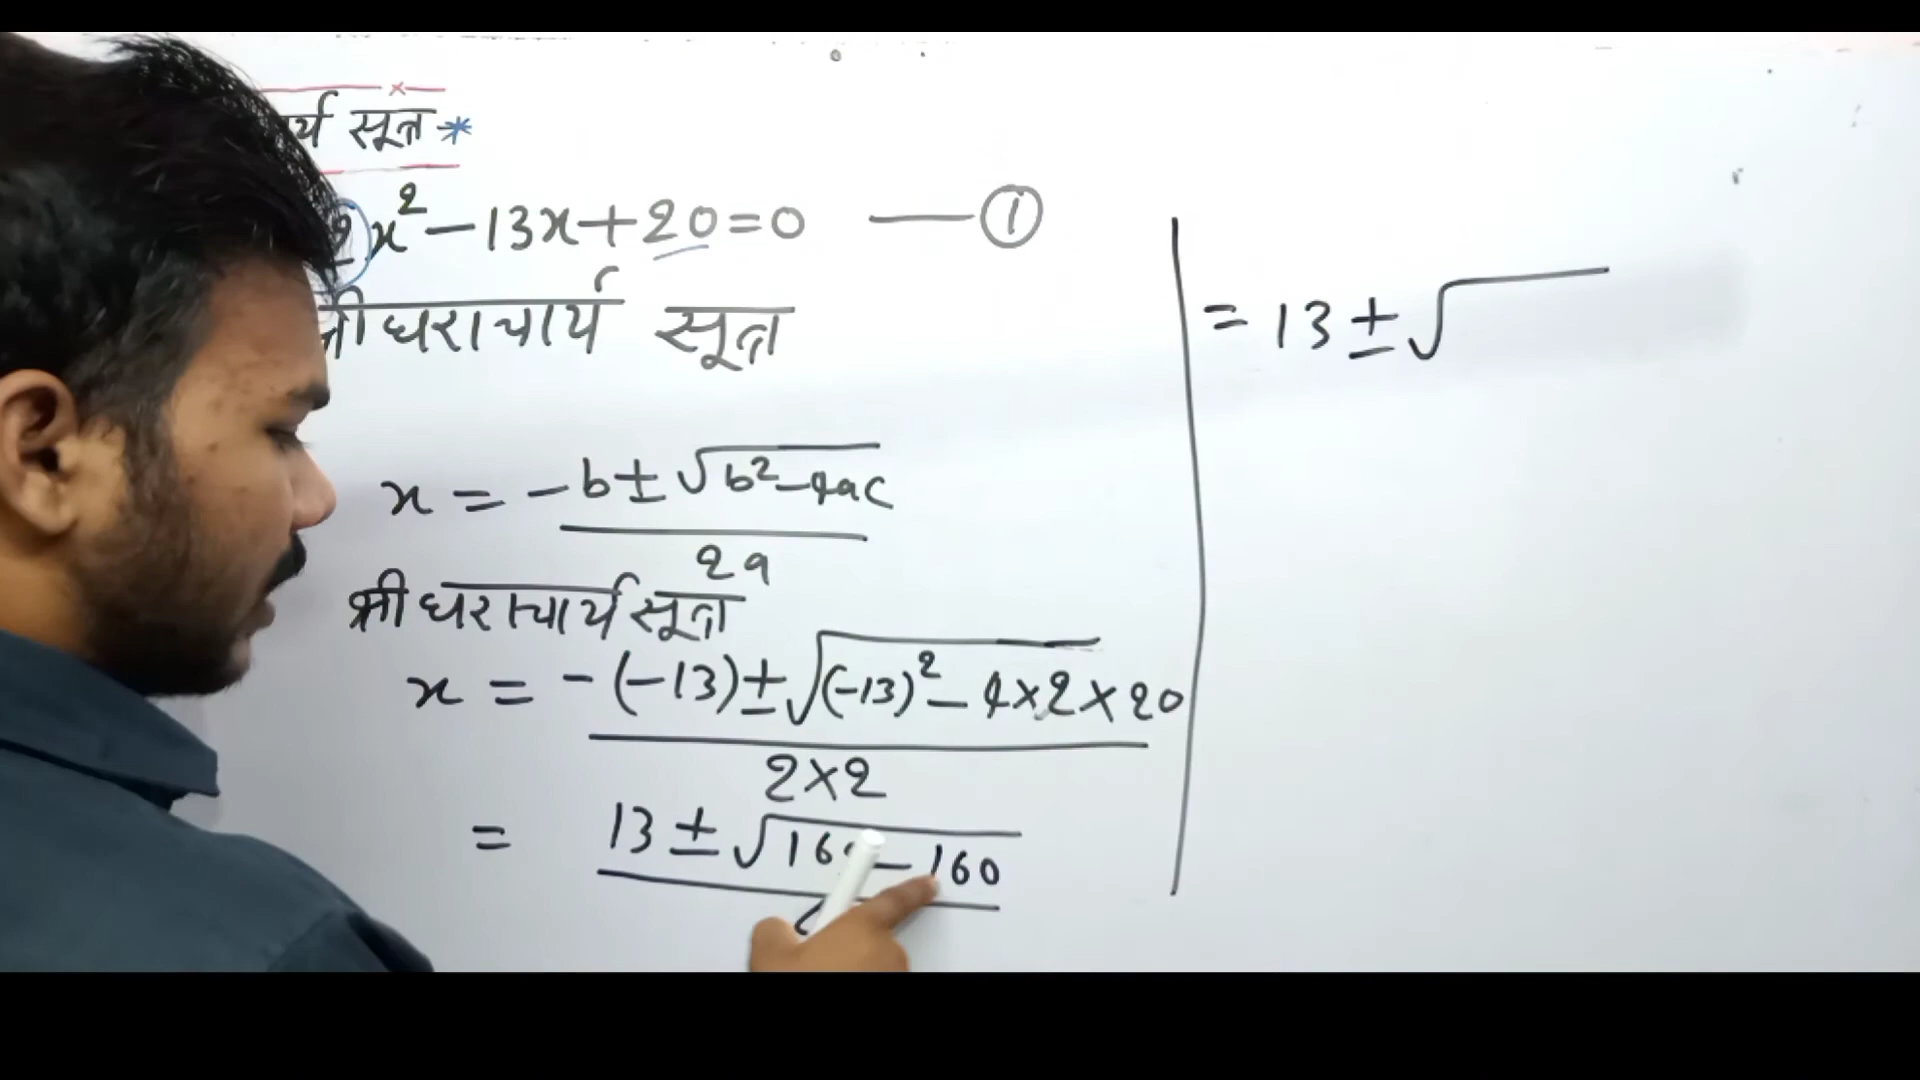 सूत्र *
2x² - 13x + 20 = 0 —— ①
श्रीधराचार्य सूत्र
x = -b ± √b² - 4ac
2a
श्रीधराचार्य सूत्र
x = -(-13) ± √(-13)² - 4×2×20
2×2
= 13 ± √169 - 160
= 13 ± √